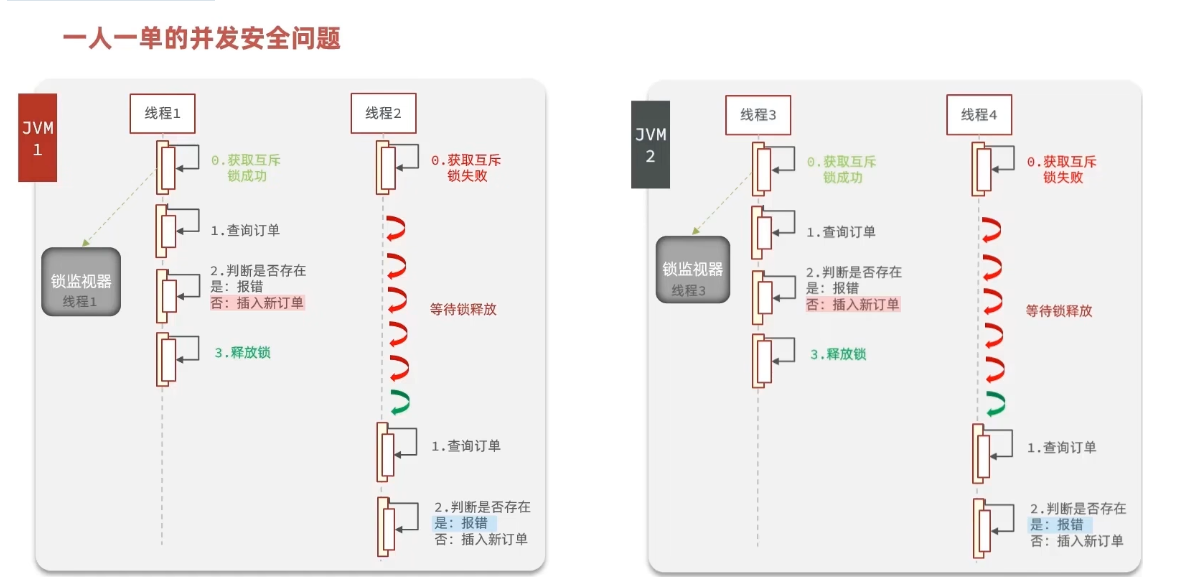 一人一单的并发安全问题
JVM
1
线程1
线程2
0.获取互斥
锁成功
0.获取互斥
锁失败
1.查询订单
锁监视器
线程1
2.判断是否存在
是：报错
否：插入新订单
等待锁释放
3.释放锁
1.查询订单
2.判断是否存在
是：报错
否：插入新订单
JVM
2
线程3
线程4
0.获取互斥
锁成功
0.获取互斥
锁失败
1.查询订单
锁监视器
线程3
2.判断是否存在
是：报错
否：插入新订单
等待锁释放
3.释放锁
1.查询订单
2.判断是否存在
是：报错
否：插入新订单